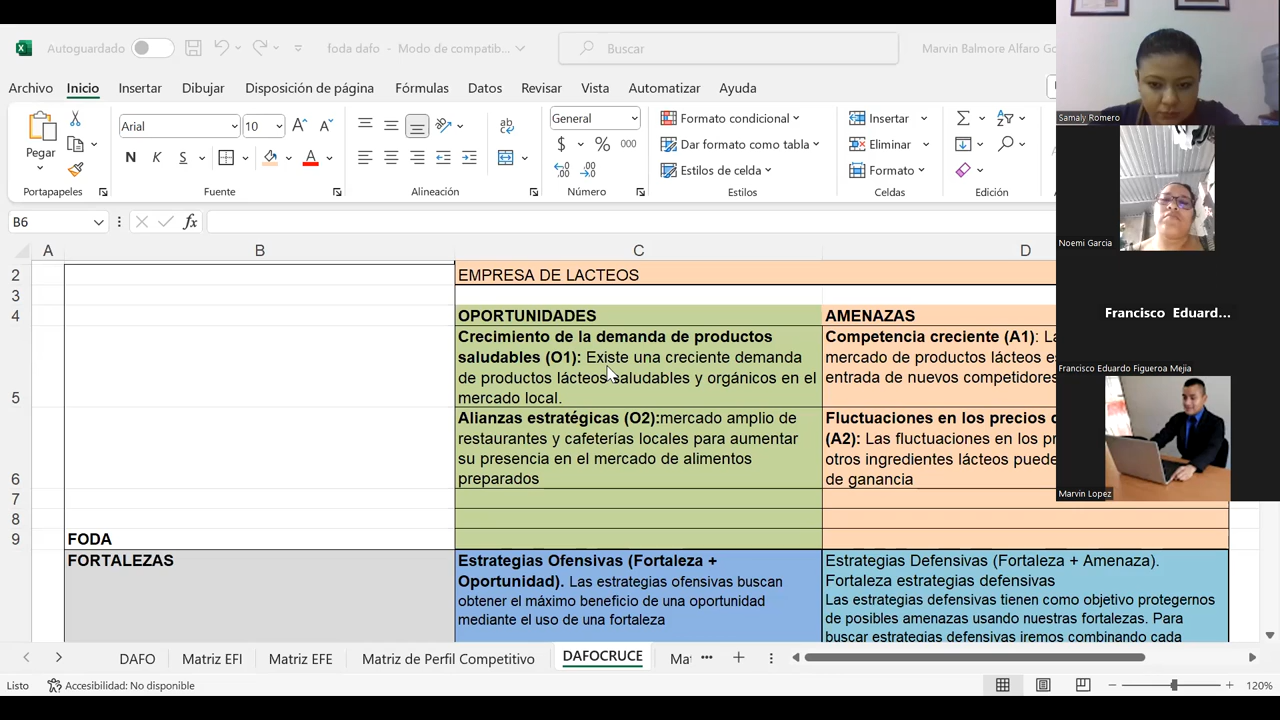 Autoguardado
foda dafo - Modo de compatib...
Buscar
Marvin Balmore Alfaro Go
Archivo Inicio Insertar Dibujar Disposición de página Fórmulas Datos Revisar Vista Automatizar Ayuda
Pegar
Portapapeles
Arial 10
N K S
Fuente
Alineación
General
$ % 000
Número
Formato condicional
Dar formato como tabla
Estilos de celda
Estilos
Insertar
Eliminar
Formato
Celdas
Edición
B6
fx
A B C D
2 EMPRESA DE LACTEOS
3
4 OPORTUNIDADES AMENAZAS
Crecimiento de la demanda de productos
saludables (O1): Existe una creciente demanda
de productos lácteos saludables y orgánicos en el
5 mercado local.
Competencia creciente (A1): La
mercado de productos lácteos es
entrada de nuevos competidores
Alianzas estratégicas (O2):mercado amplio de
restaurantes y cafeterías locales para aumentar
su presencia en el mercado de alimentos
6 preparados
Fluctuaciones en los precios d
(A2): Las fluctuaciones en los pr
otros ingredientes lácteos puede
de ganancia
7
8
9 FODA
FORTALEZAS
Estrategias Ofensivas (Fortaleza +
Oportunidad). Las estrategias ofensivas buscan
obtener el máximo beneficio de una oportunidad
mediante el uso de una fortaleza
Estrategias Defensivas (Fortaleza + Amenaza).
Fortaleza estrategias defensivas
Las estrategias defensivas tienen como objetivo protegernos
de posibles amenazas usando nuestras fortalezas. Para
buscar estrategias defensivas iremos combinando cada
DAFO Matriz EFI Matriz EFE Matriz de Perfil Competitivo DAFOCRUCE Mat ...
Listo
Accesibilidad: No disponible
120%
Samaly Romero
Noemi Garcia
Francisco Eduard...
Francisco Eduardo Figueroa Mejia
Marvin Lopez